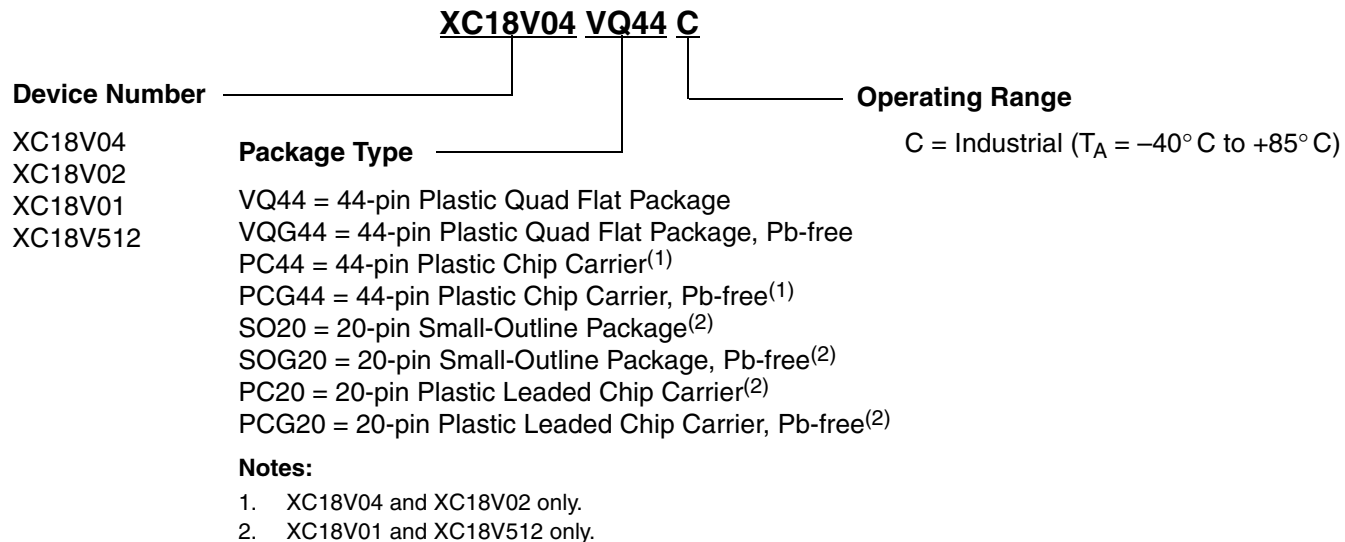 XC18V04 VQ44 C
Device Number
XC18V04
XC18V02
XC18V01
XC18V512
Package Type
VQ44 = 44-pin Plastic Quad Flat Package
VQG44 = 44-pin Plastic Quad Flat Package, Pb-free
PC44 = 44-pin Plastic Chip Carrier(1)
PCG44 = 44-pin Plastic Chip Carrier, Pb-free(1)
SO20 = 20-pin Small-Outline Package(2)
SOG20 = 20-pin Small-Outline Package, Pb-free(2)
PC20 = 20-pin Plastic Leaded Chip Carrier(2)
PCG20 = 20-pin Plastic Leaded Chip Carrier, Pb-free(2)
Notes:
1. XC18V04 and XC18V02 only.
2. XC18V01 and XC18V512 only.
Operating Range
C = Industrial (TA = –40° C to +85° C)